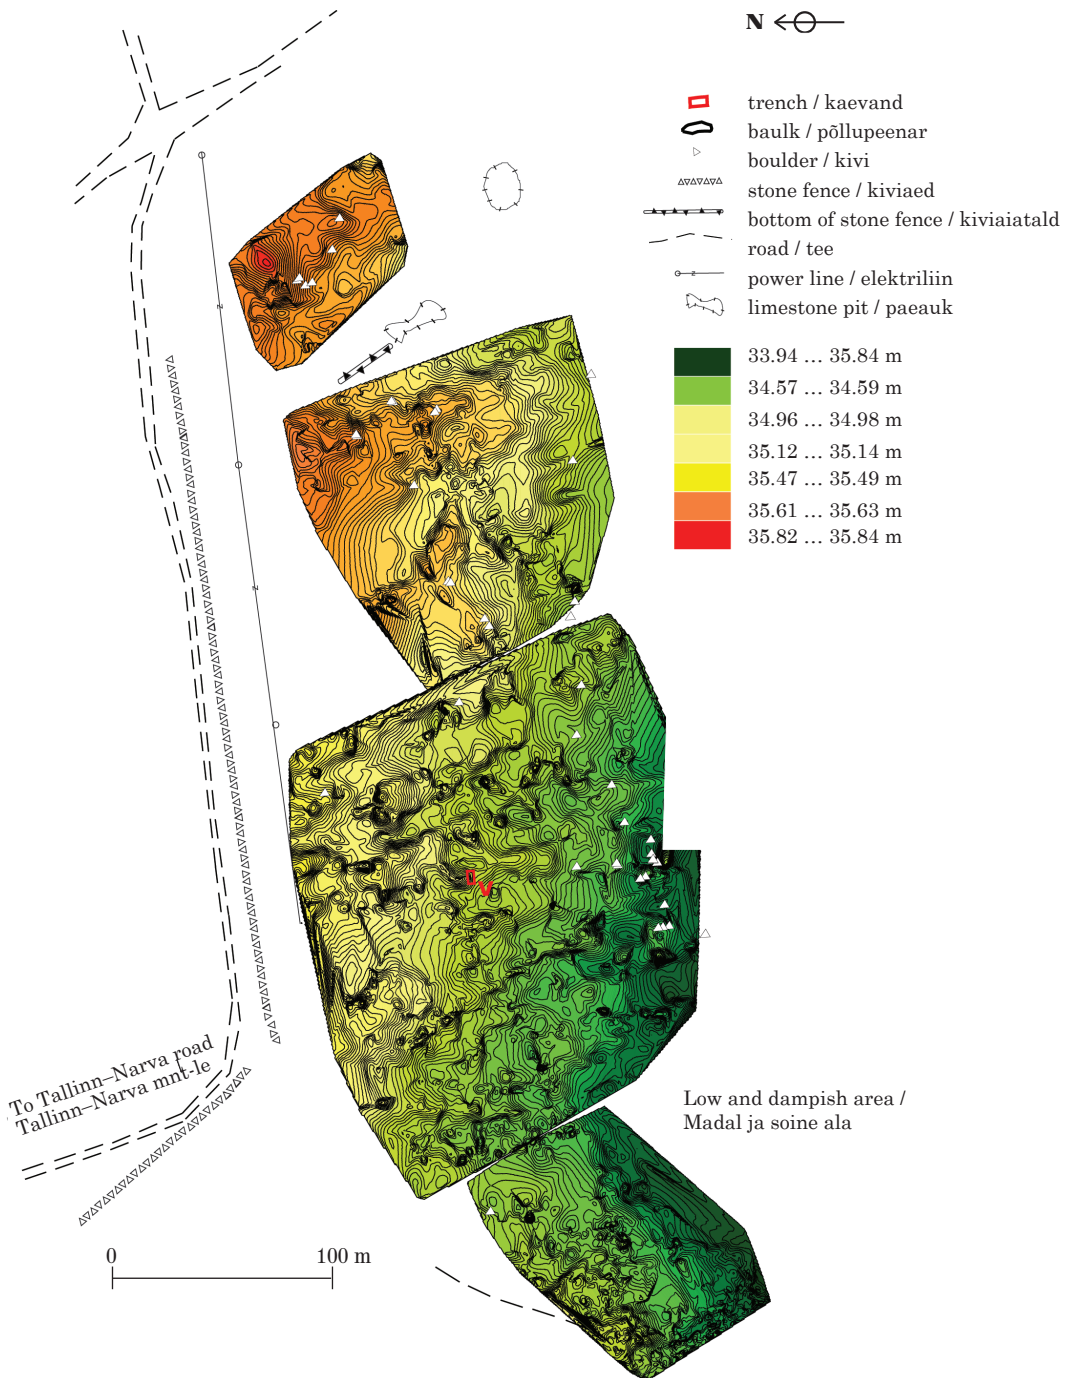 N
trench / kaevand
baulk / põllupeenar
boulder / kivi
stone fence / kiviaed
bottom of stone fence / kiviaiatald
road / tee
power line / elektriliin
limestone pit / paeauk
33.94 ... 35.84 m
34.57 ... 34.59 m
34.96 ... 34.98 m
35.12 ... 35.14 m
35.47 ... 35.49 m
35.61 ... 35.63 m
35.82 ... 35.84 m
V
To Tallinn–Narva road
Tallinn–Narva mnt-le
Low and dampish area /
Madal ja soine ala
0 100 m